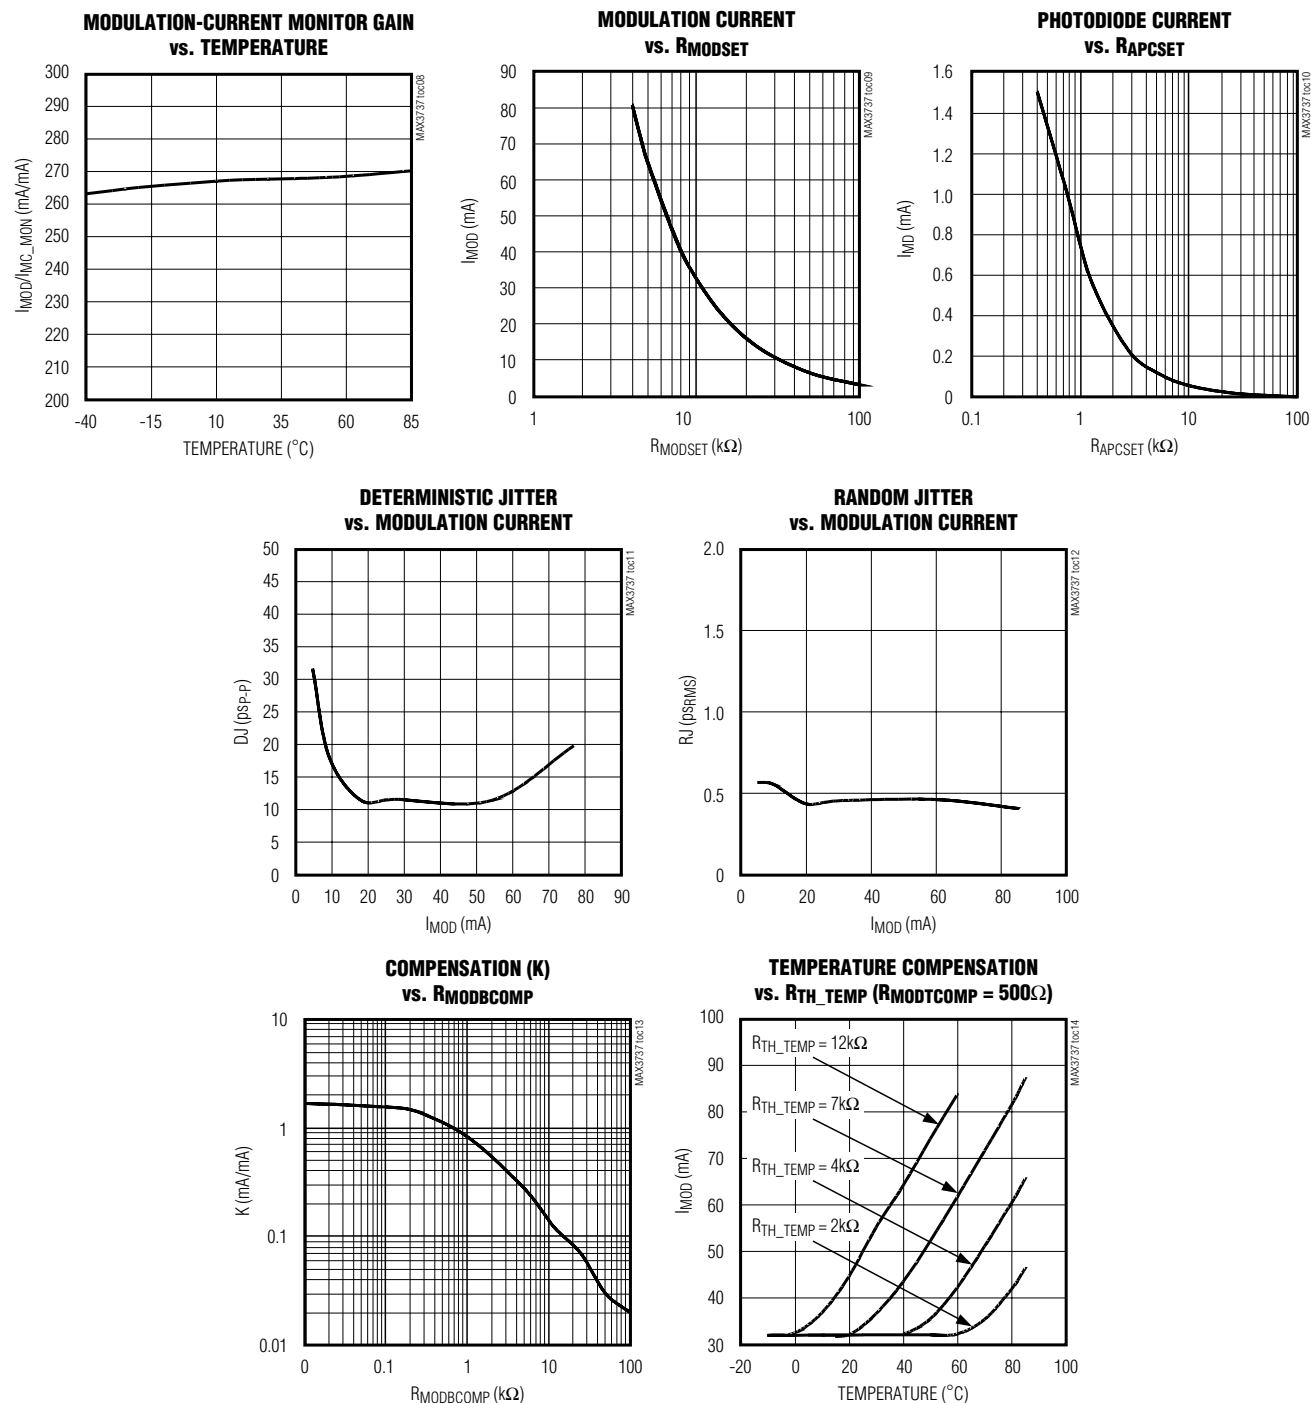 MODULATION-CURRENT MONITOR GAIN
vs. TEMPERATURE
MAX3737 toc08
300
290
280
270
260
250
240
230
220
210
200
IMOD/IMC_MON (mA/mA)
-40 -15 10 35 60 85
TEMPERATURE (°C)
MODULATION CURRENT
vs. RMODSET
MAX3737 toc09
90
80
70
60
50
40
30
20
10
0
IMOD (mA)
1 10 100
RMODSET (kΩ)
PHOTODIODE CURRENT
vs. RAPCSET
MAX3737 toc10
1.6
1.4
1.2
1.0
0.8
0.6
0.4
0.2
0
IMD (mA)
0.1 1 10 100
RAPCSET (kΩ)
DETERMINISTIC JITTER
vs. MODULATION CURRENT
MAX3737 toc11
50
45
40
35
30
25
20
15
10
5
0
DJ (psP-P)
0 10 20 30 40 50 60 70 80 90
IMOD (mA)
RANDOM JITTER
vs. MODULATION CURRENT
MAX3737 toc12
2.0
1.5
1.0
0.5
0
RJ (psRMS)
0 20 40 60 80 100
IMOD (mA)
COMPENSATION (K)
vs. RMODBCOMP
MAX3737 toc13
10
1
0.1
0.01
K (mA/mA)
0 0.1 1 10 100
RMODBCOMP (kΩ)
TEMPERATURE COMPENSATION
vs. RTH_TEMP (RMODTCOMP = 500Ω)
MAX3737 toc14
100
90
80
70
60
50
40
30
IMOD (mA)
RTH_TEMP = 12kΩ
RTH_TEMP = 7kΩ
RTH_TEMP = 4kΩ
RTH_TEMP = 2kΩ
-20 0 20 40 60 80 100
TEMPERATURE (°C)